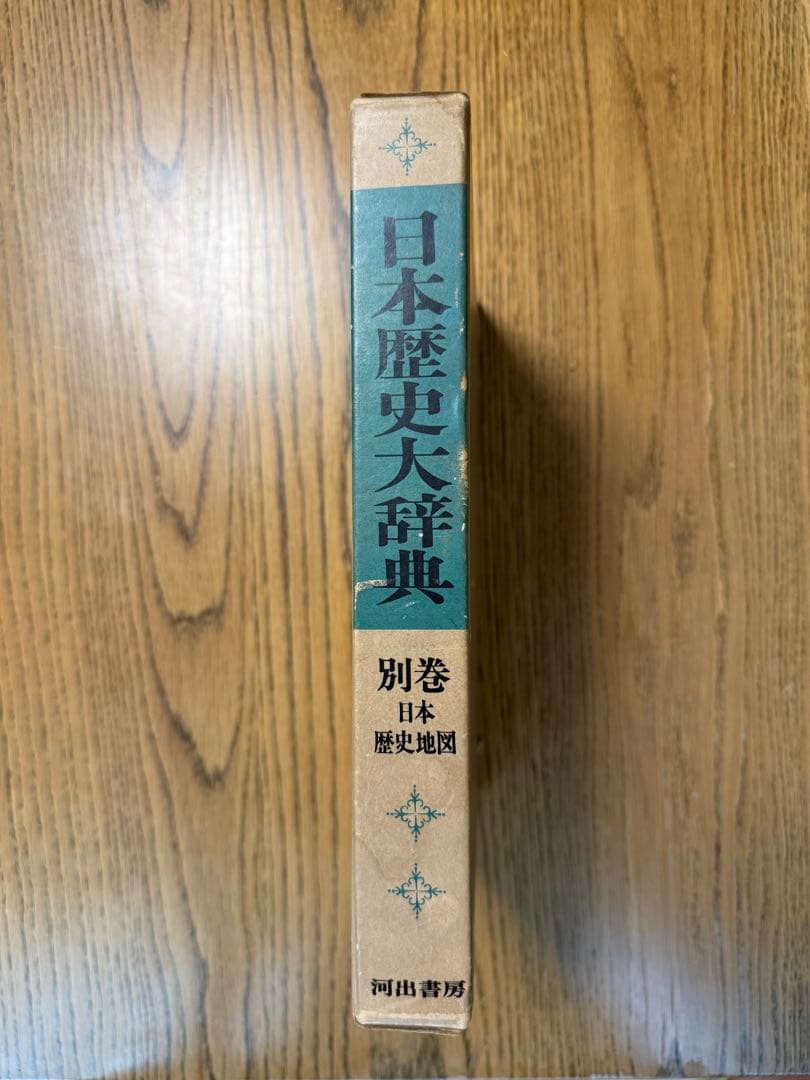 日本歴史大辞典
別巻
日本
歴史地図
河出書房